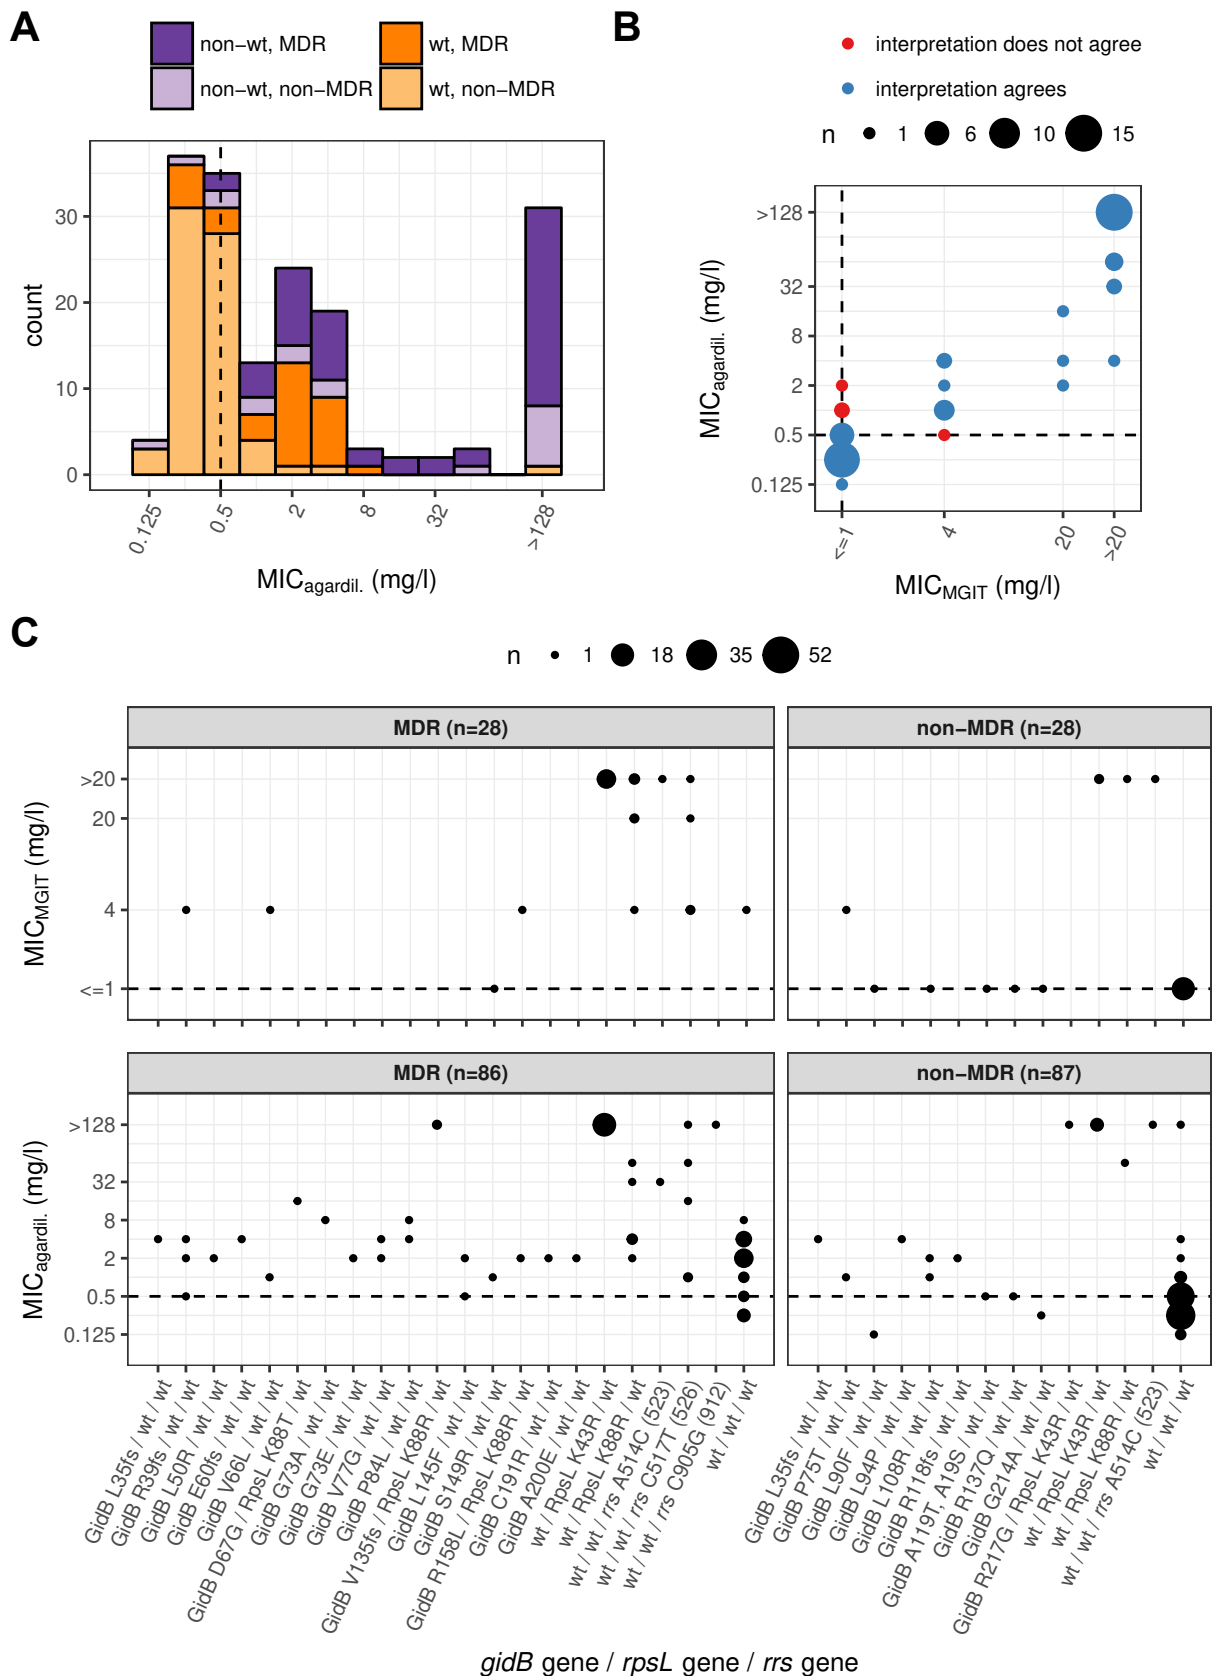 A
non-wt, MDR
wt, MDR
non-wt, non-MDR
wt, non-MDR
count
30
20
10
0
0.125
0.5
2
8
32
>128
MICagardil. (mg/l)
B
interpretation does not agree
interpretation agrees
n 1 6 10 15
MICagardil. (mg/l)
>128
32
8
2
0.5
0.125
<=1
4
20
>20
MICMGIT (mg/l)
C
n 1 18 35 52
MDR (n=28)
non-MDR (n=28)
MICMGIT (mg/l)
>20
20
4
<=1
MDR (n=86)
non-MDR (n=87)
MICagardil. (mg/l)
>128
32
8
2
0.5
0.125
GidB L35fs / wt / wt
GidB R39fs / wt / wt
GidB L50R / wt / wt
GidB E60fs / wt / wt
GidB V66L / wt / wt
GidB D67G / RpsL K88T / wt
GidB G73A / wt / wt
GidB G73E / wt / wt
GidB V77G / wt / wt
GidB P84L / wt / wt
GidB V135fs / RpsL K88R / wt
GidB L145F / wt / wt
GidB S149R / wt / wt
GidB R158L / RpsL K88R / wt
GidB C191R / wt / wt
GidB A200E / wt / wt
wt / RpsL K43R / wt
wt / RpsL K88R / wt
wt / wt / rrs A514C (523)
wt / wt / rrs C517T (526)
wt / wt / rrs C905G (912)
wt / wt / wt
GidB L35fs / wt / wt
GidB P75T / wt / wt
GidB L90F / wt / wt
GidB L94P / wt / wt
GidB L108R / wt / wt
GidB R118fs / wt / wt
GidB A119T, A119S / wt / wt
GidB R137Q / wt / wt
GidB G214A / wt / wt
GidB R217G / RpsL K43R / wt
wt / RpsL K43R / wt
wt / RpsL K88R / wt
wt / wt / rrs A514C (523)
wt / wt / wt
gidB gene / rpsL gene / rrs gene